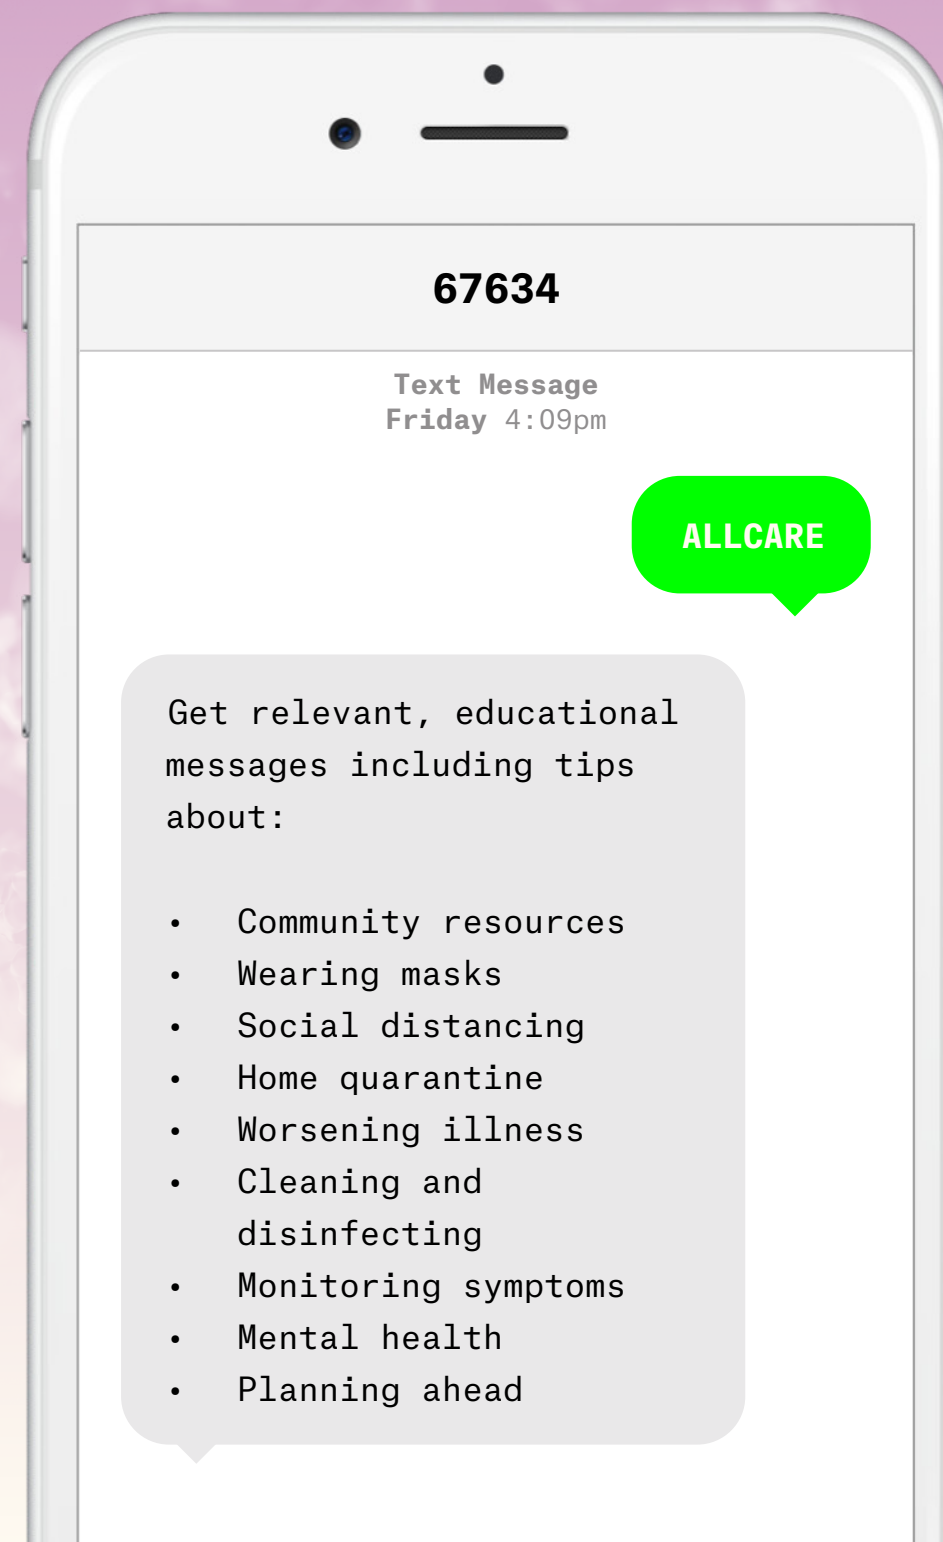 67634
Text Message
Friday 4:09pm
ALLCARE
Get relevant, educational
messages including tips
about:
• Community resources
• Wearing masks
• Social distancing
• Home quarantine
• Worsening illness
• Cleaning and
disinfecting
• Monitoring symptoms
• Mental health
• Planning ahead